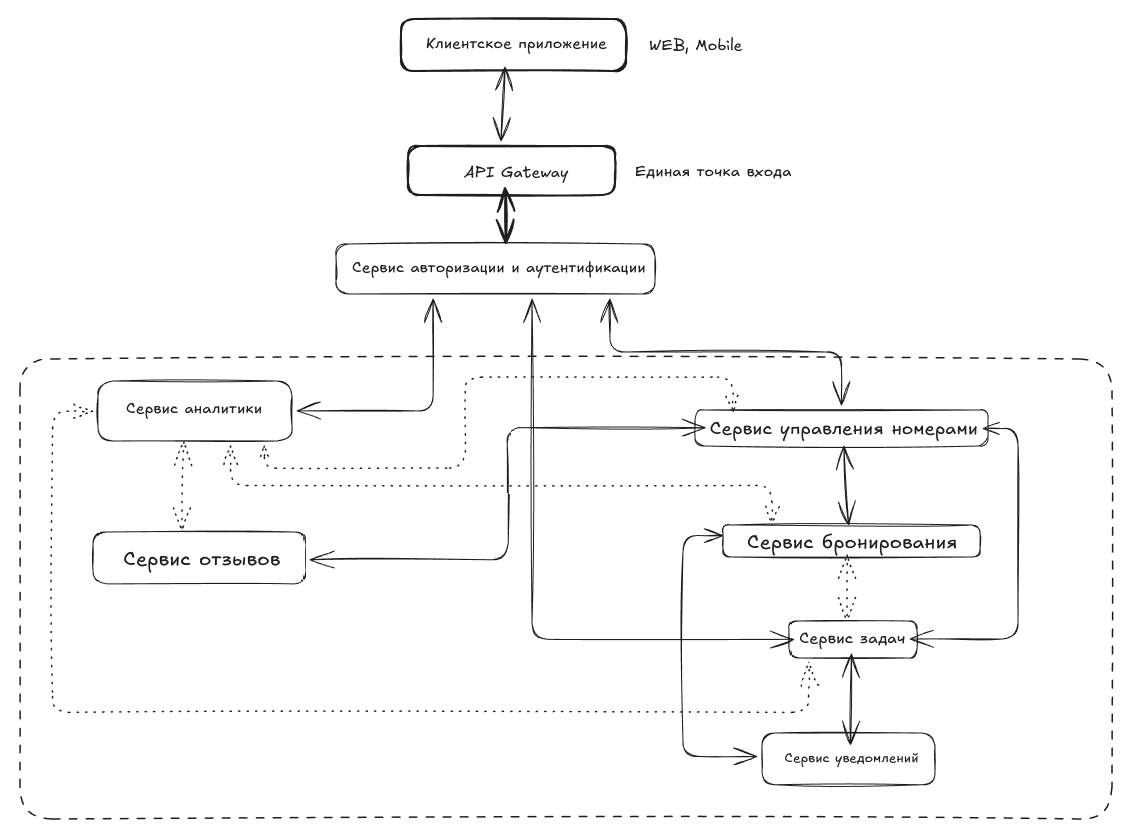 Клиентское приложение
WEB, Mobile
API Gateway
Единая точка входа
Сервис авторизации и аутентификации
Сервис аналитики
Сервис управления номерами
Сервис отзывов
Сервис бронирования
Сервис задач
Сервис уведомлений